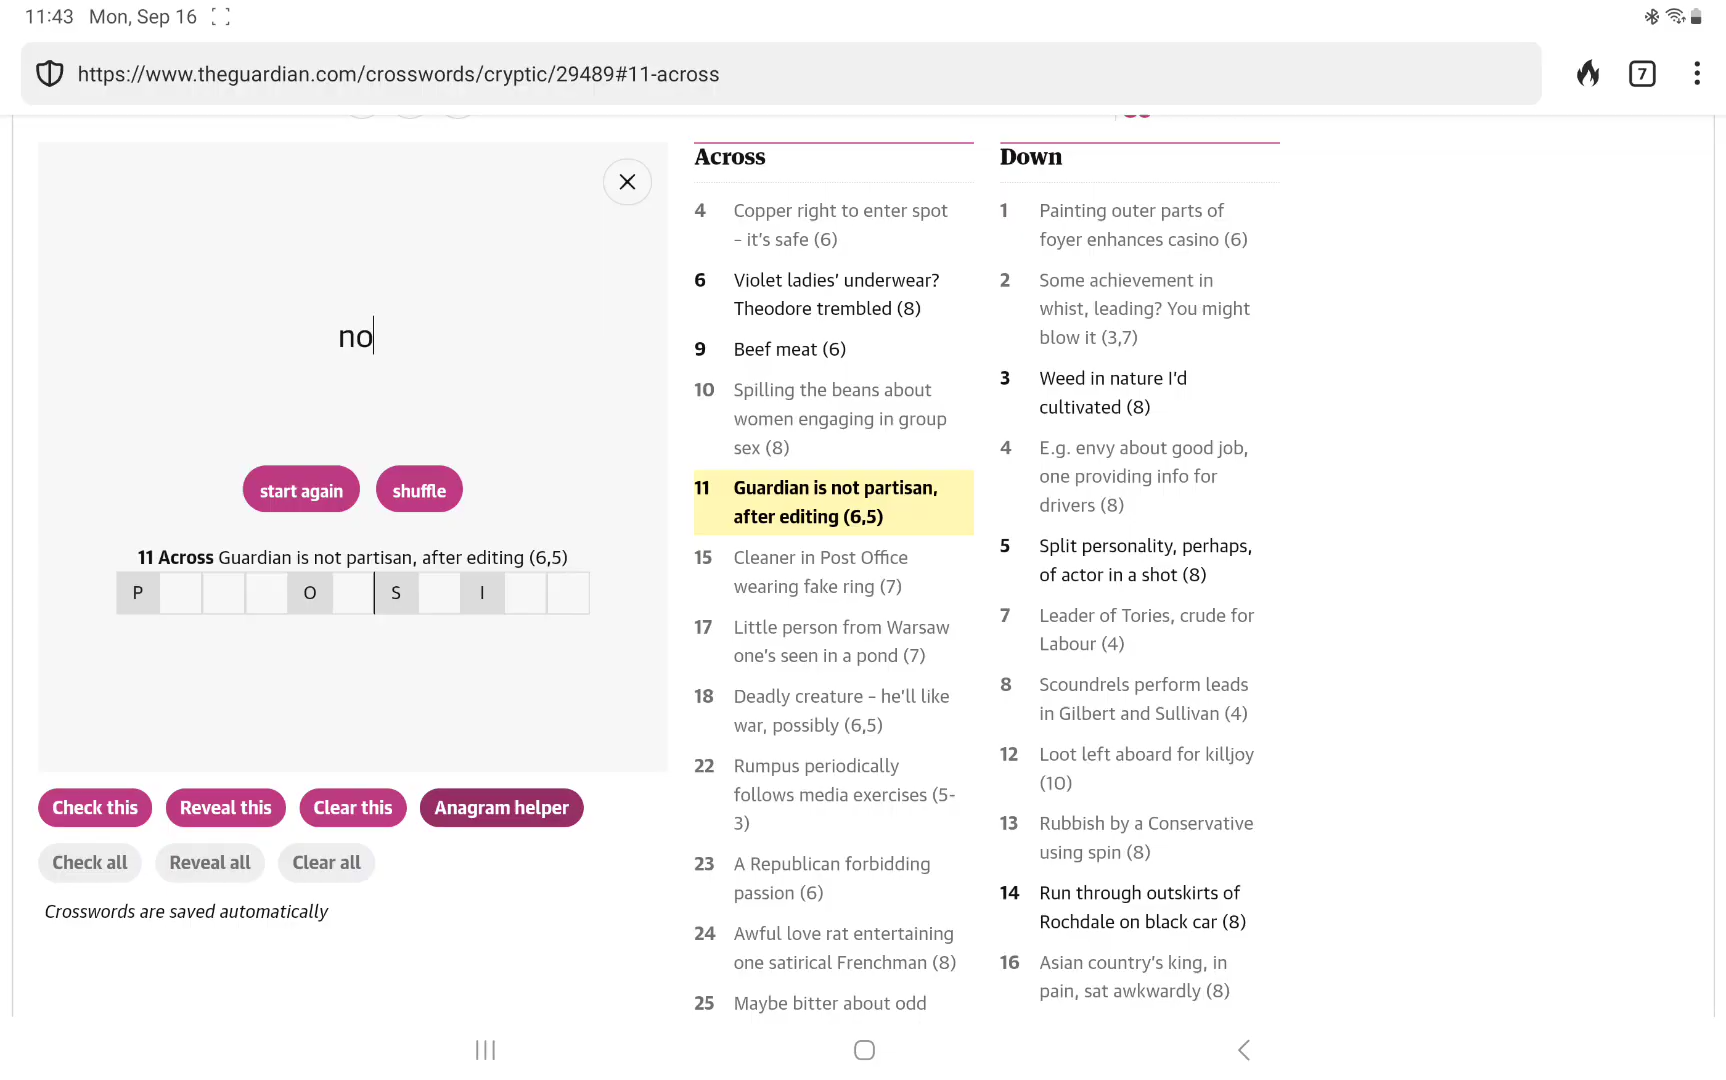 11:43 Mon, Sep 16
https://www.theguardian.com/crosswords/cryptic/29489#11-across
7
no
start again
shuffle
11 Across Guardian is not partisan, after editing (6,5)
P O S I
Check this
Reveal this
Clear this
Anagram helper
Check all
Reveal all
Clear all
Crosswords are saved automatically
Across
4 Copper right to enter spot
– it’s safe (6)
6 Violet ladies’ underwear?
Theodore trembled (8)
9 Beef meat (6)
10 Spilling the beans about
women engaging in group
sex (8)
11 Guardian is not partisan,
after editing (6,5)
15 Cleaner in Post Office
wearing fake ring (7)
17 Little person from Warsaw
one’s seen in a pond (7)
18 Deadly creature – he’ll like
war, possibly (6,5)
22 Rumpus periodically
follows media exercises (5-
3)
23 A Republican forbidding
passion (6)
24 Awful love rat entertaining
one satirical Frenchman (8)
25 Maybe bitter about odd
Down
1 Painting outer parts of
foyer enhances casino (6)
2 Some achievement in
whist, leading? You might
blow it (3,7)
3 Weed in nature I’d
cultivated (8)
4 E.g. envy about good job,
one providing info for
drivers (8)
5 Split personality, perhaps,
of actor in a shot (8)
7 Leader of Tories, crude for
Labour (4)
8 Scoundrels perform leads
in Gilbert and Sullivan (4)
12 Loot left aboard for killjoy
(10)
13 Rubbish by a Conservative
using spin (8)
14 Run through outskirts of
Rochdale on black car (8)
16 Asian country’s king, in
pain, sat awkwardly (8)